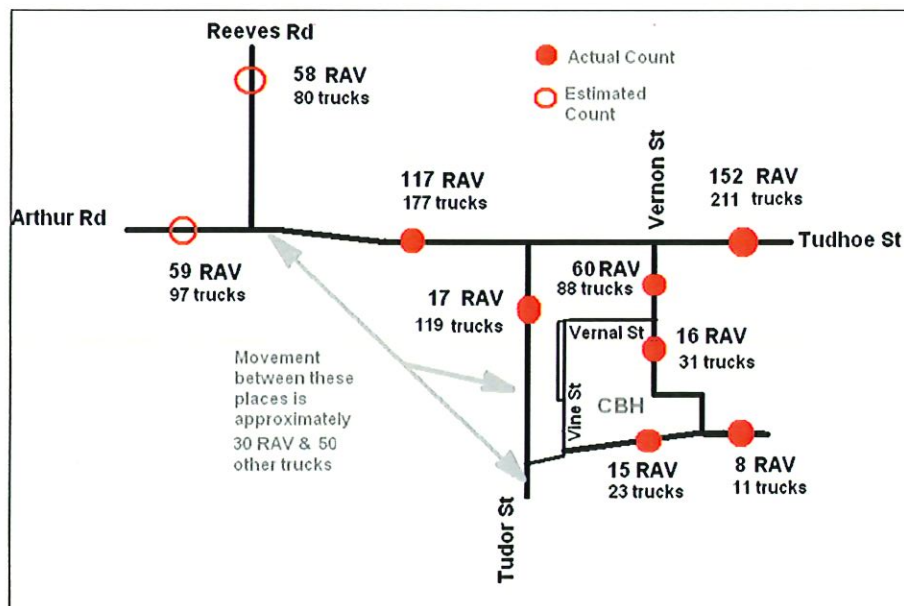 Reeves Rd
58 RAV
80 trucks
Actual Count
Estimated
Count
Vernon St
117 RAV
177 trucks
152 RAV
211 trucks
Arthur Rd
Tudhoe St
59 RAV
97 trucks
17 RAV
119 trucks
60 RAV
88 trucks
Vernal St
16 RAV
31 trucks
Movement
between these
places is
approximately
30 RAV & 50
other trucks
Vine St
CBH
15 RAV
23 trucks
8 RAV
11 trucks
Tudor St